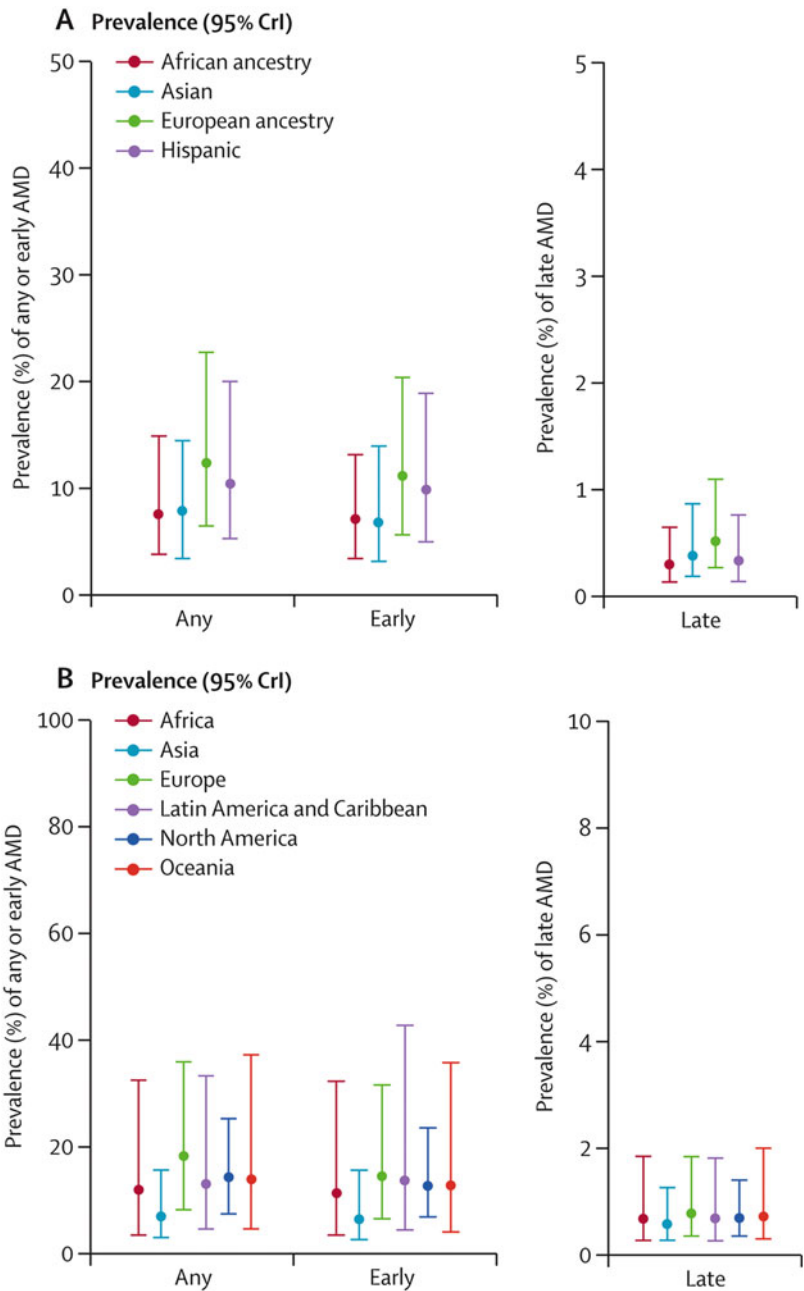 A Prevalence (95% CrI)
African ancestry
Asian
European ancestry
Hispanic
Prevalence (%) of any or early AMD
50
40
30
20
10
0
Any
Early
Prevalence (%) of late AMD
5
4
3
2
1
0
Late
B Prevalence (95% CrI)
Africa
Asia
Europe
Latin America and Caribbean
North America
Oceania
Prevalence (%) of any or early AMD
100
80
60
40
20
0
Any
Early
Prevalence (%) of late AMD
10
8
6
4
2
0
Late